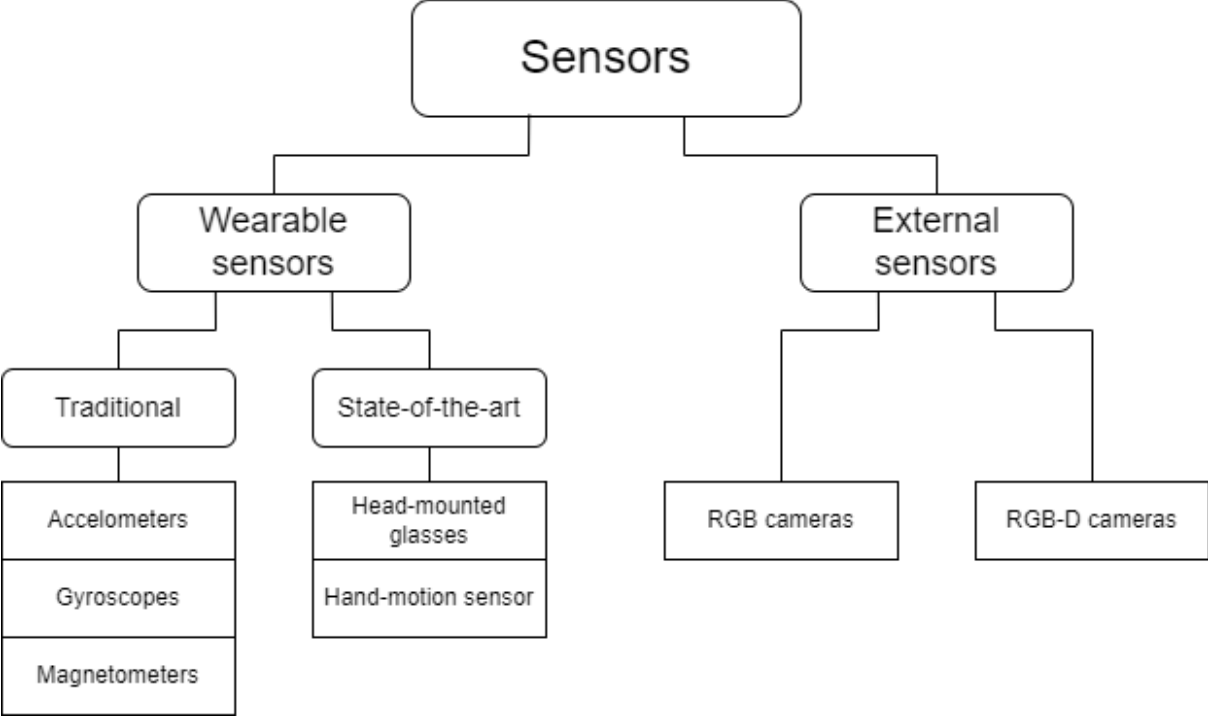 Sensors
Wearable
sensors
External
sensors
Traditional
State-of-the-art
Accelometers
Head-mounted
glasses
RGB cameras
RGB-D cameras
Gyroscopes
Hand-motion sensor
Magnetometers